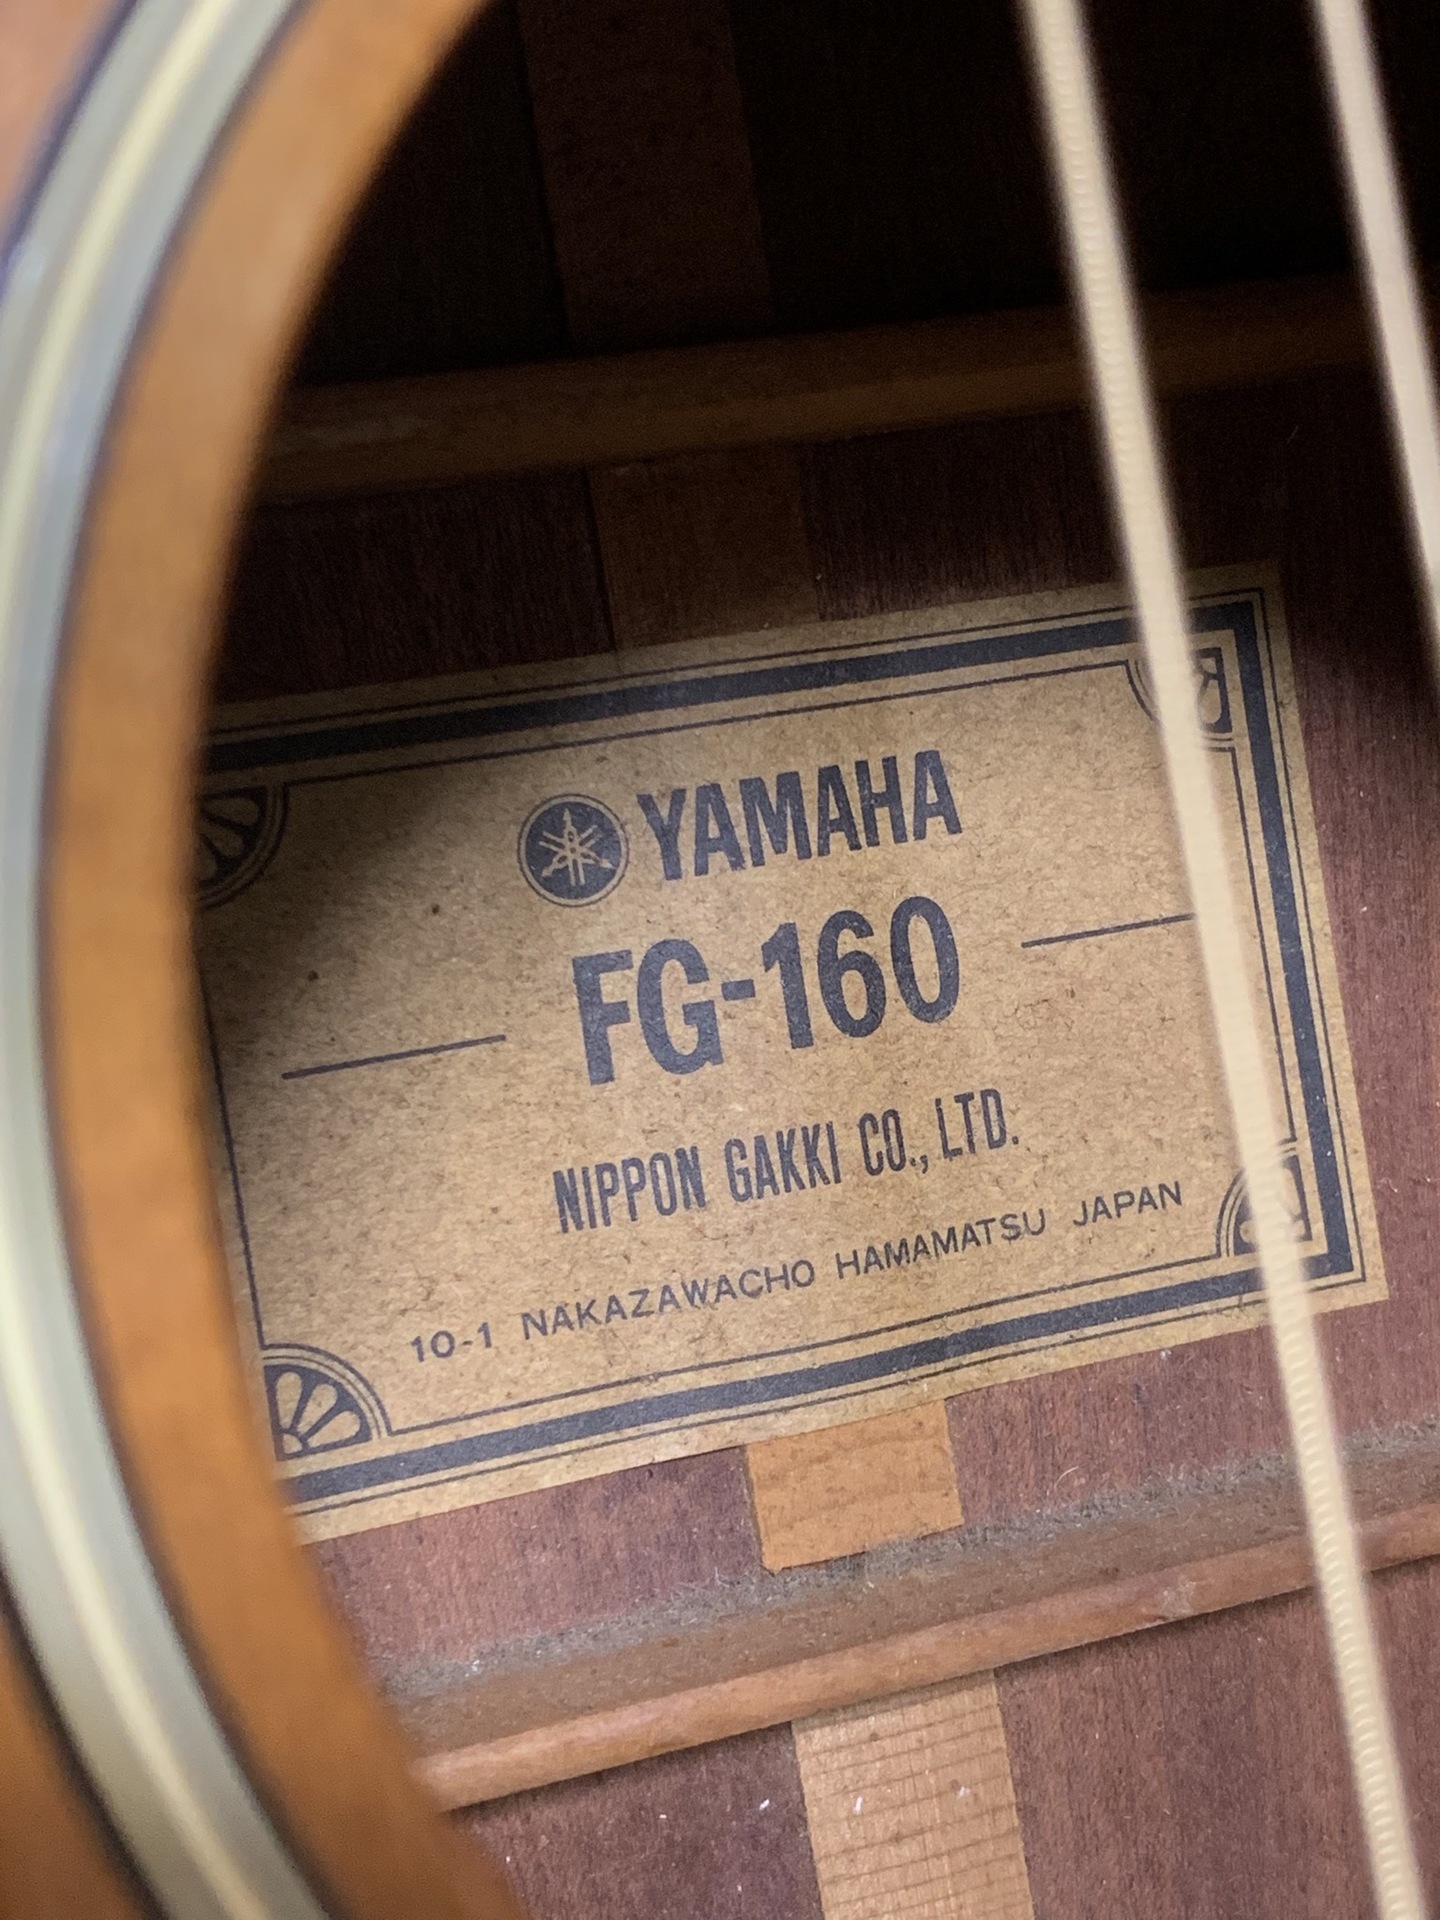 YAMAHA
FG-160
NIPPON GAKKI CO., LTD.
10-1 NAKAZAWACHO HAMAMATSU JAPAN